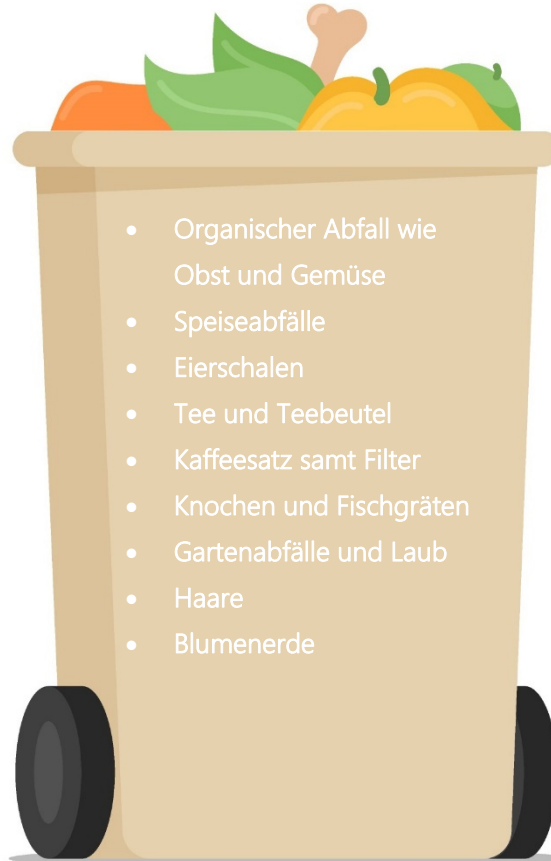 • Organischer Abfall wie
Obst und Gemüse
• Speiseabfälle
• Eierschalen
• Tee und Teebeutel
• Kaffeesatz samt Filter
• Knochen und Fischgräten
• Gartenabfälle und Laub
• Haare
• Blumenerde